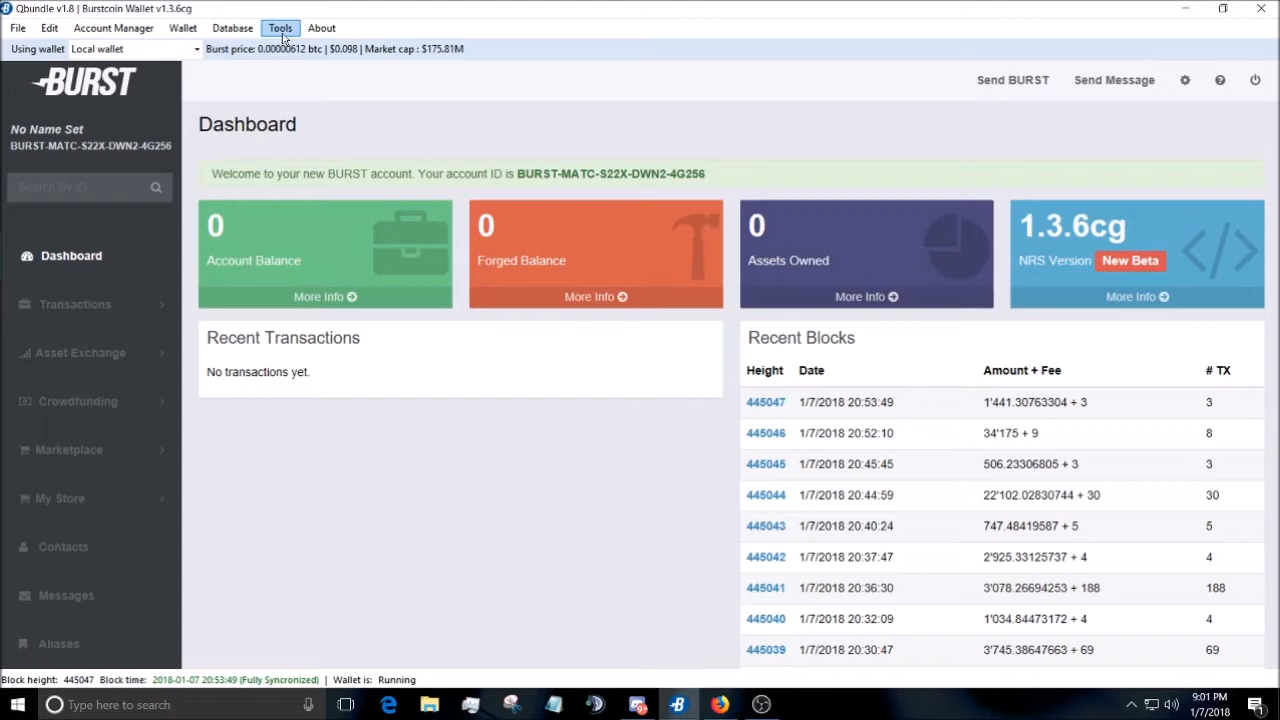 Qbundle v1.8 | Burstcoin Wallet v1.3.6cg
File Edit Account Manager Wallet Database Tools About
Using wallet Local wallet Burst price: 0.00000612 btc | $0.098 | Market cap : $175.81M
BURST
Send BURST Send Message
No Name Set
BURST-MATC-S22X-DWN2-4G256
Search By ID
Dashboard
Transactions
Asset Exchange
Crowdfunding
Marketplace
My Store
Contacts
Messages
Aliases
Dashboard
Welcome to your new BURST account. Your account ID is BURST-MATC-S22X-DWN2-4G256
0
Account Balance
More Info
0
Forged Balance
More Info
0
Assets Owned
More Info
1.3.6cg
NRS Version New Beta
More Info
Recent Transactions
No transactions yet.
Recent Blocks
Height Date Amount + Fee # TX
445047 1/7/2018 20:53:49 1'441.30763304 + 3 3
445046 1/7/2018 20:52:10 34'175 + 9 8
445045 1/7/2018 20:45:45 506.23306805 + 3 3
445044 1/7/2018 20:44:59 22'102.02830744 + 30 30
445043 1/7/2018 20:40:24 747.48419587 + 5 5
445042 1/7/2018 20:37:47 2'925.33125737 + 4 4
445041 1/7/2018 20:36:30 3'078.26694253 + 188 188
445040 1/7/2018 20:32:09 1'034.84473172 + 4 4
445039 1/7/2018 20:30:47 3'745.38647663 + 69 69
Block height: 445047 Block time: 2018-01-07 20:53:49 (Fully Syncronized) | Wallet is: Running
Type here to search
9:01 PM
1/7/2018